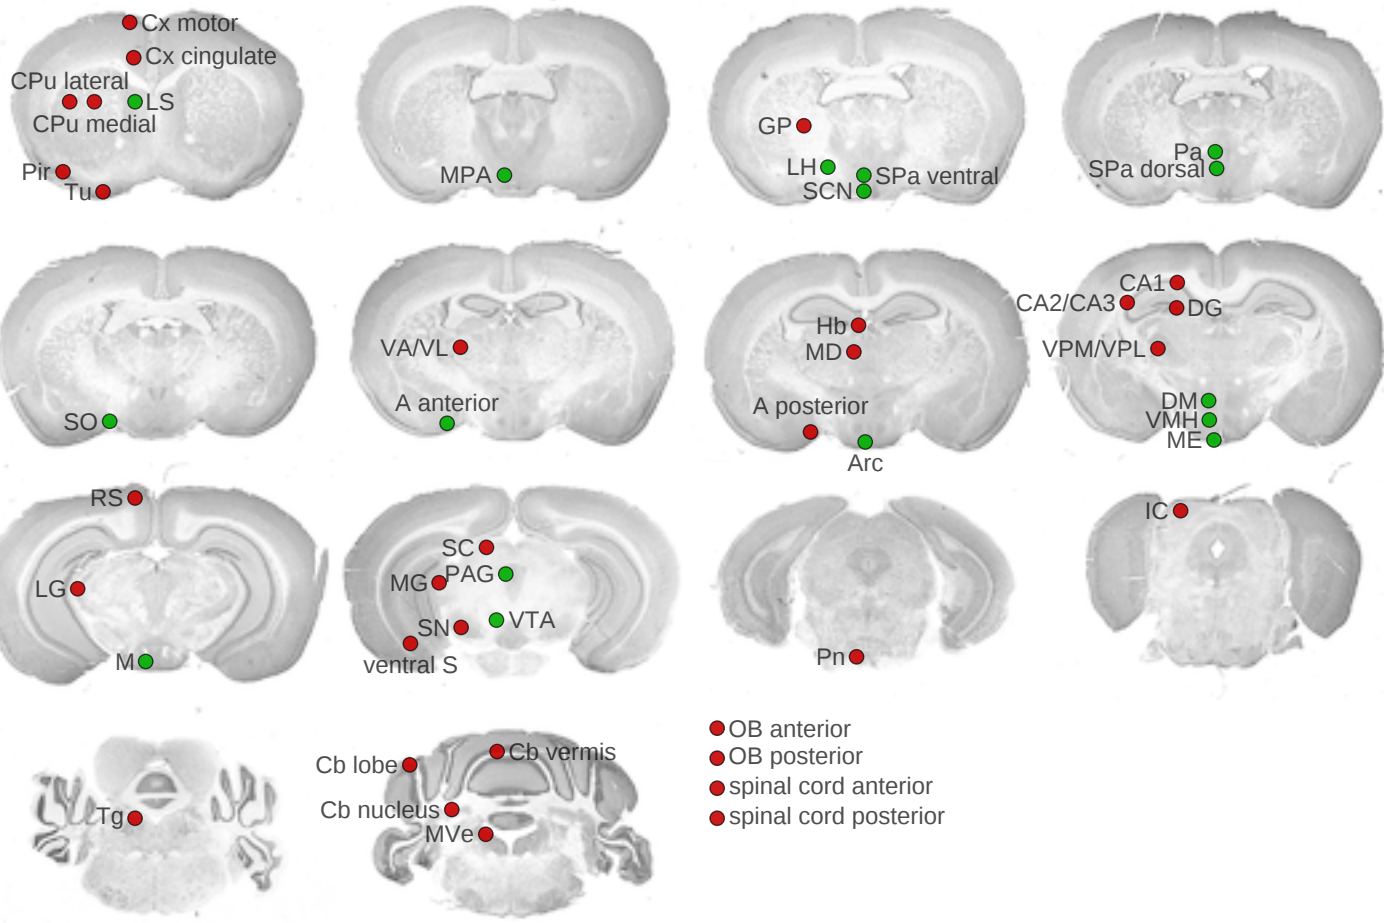 Cx motor
Cx cingulate
CPu lateral
LS
CPu medial
Pir
Tu
MPA
GP
LH
SPa ventral
SCN
Pa
SPa dorsal
SO
VA/VL
A anterior
Hb
MD
A posterior
Arc
CA1
CA2/CA3
DG
VPM/VPL
DM
VMH
ME
RS
LG
M
SC
MG
PAG
SN
VTA
ventral S
Pn
IC
Tg
Cb vermis
Cb lobe
Cb nucleus
MVe
OB anterior
OB posterior
spinal cord anterior
spinal cord posterior